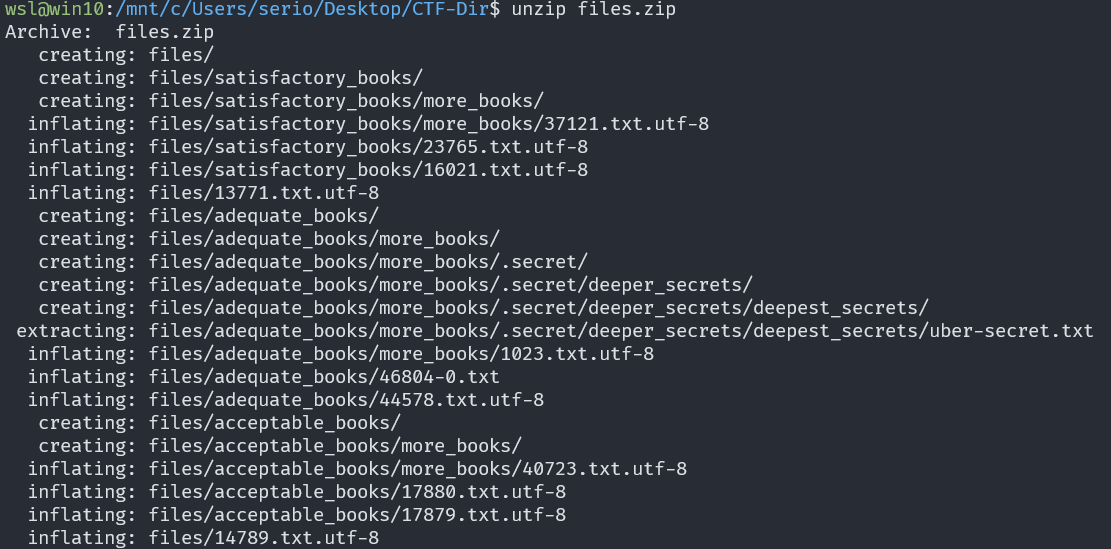 wsl@win10:/mnt/c/Users/serio/Desktop/CTF-Dir$ unzip files.zip
Archive:  files.zip
   creating: files/
   creating: files/satisfactory_books/
   creating: files/satisfactory_books/more_books/
  inflating: files/satisfactory_books/more_books/37121.txt.utf-8
  inflating: files/satisfactory_books/23765.txt.utf-8
  inflating: files/satisfactory_books/16021.txt.utf-8
  inflating: files/13771.txt.utf-8
   creating: files/adequate_books/
   creating: files/adequate_books/more_books/
   creating: files/adequate_books/more_books/.secret/
   creating: files/adequate_books/more_books/.secret/deeper_secrets/
   creating: files/adequate_books/more_books/.secret/deeper_secrets/deepest_secrets/
 extracting: files/adequate_books/more_books/.secret/deeper_secrets/deepest_secrets/uber-secret.txt
  inflating: files/adequate_books/more_books/1023.txt.utf-8
  inflating: files/adequate_books/46804-0.txt
  inflating: files/adequate_books/44578.txt.utf-8
   creating: files/acceptable_books/
   creating: files/acceptable_books/more_books/
  inflating: files/acceptable_books/more_books/40723.txt.utf-8
  inflating: files/acceptable_books/17880.txt.utf-8
  inflating: files/acceptable_books/17879.txt.utf-8
  inflating: files/14789.txt.utf-8